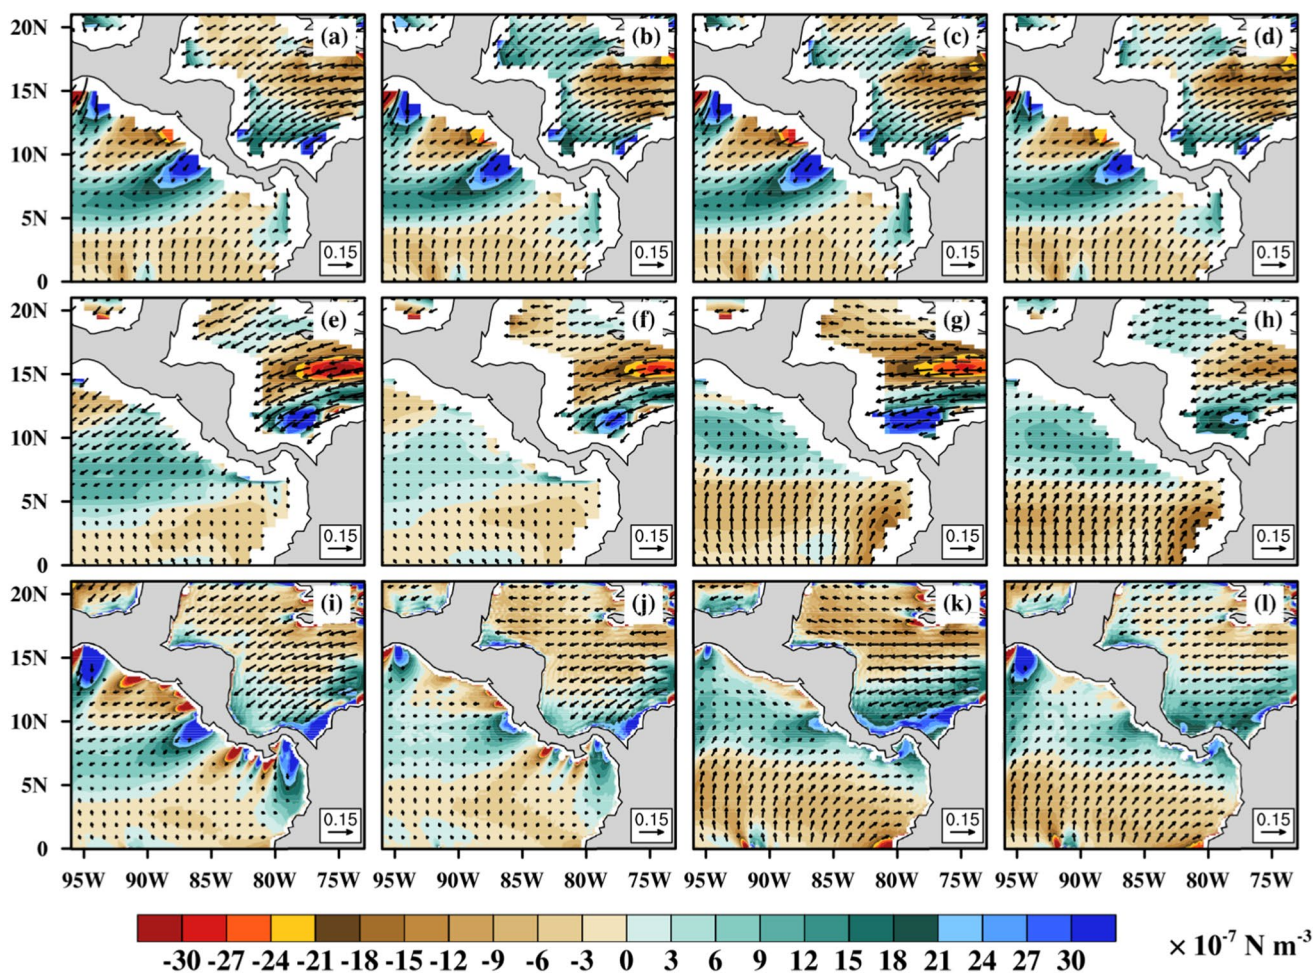 20N (a) (b) (c) (d)
15N
10N
5N
0 0.15 0.15 0.15 0.15
20N (e) (f) (g) (h)
15N
10N
5N
0 0.15 0.15 0.15 0.15
20N (i) (j) (k) (l)
15N
10N
5N
0 0.15 0.15 0.15 0.15
95W 90W 85W 80W 75W 95W 90W 85W 80W 75W 95W 90W 85W 80W 75W 95W 90W 85W 80W 75W
-30 -27 -24 -21 -18 -15 -12 -9 -6 -3 0 3 6 9 12 15 18 21 24 27 30 × 10⁻⁷ N m⁻³